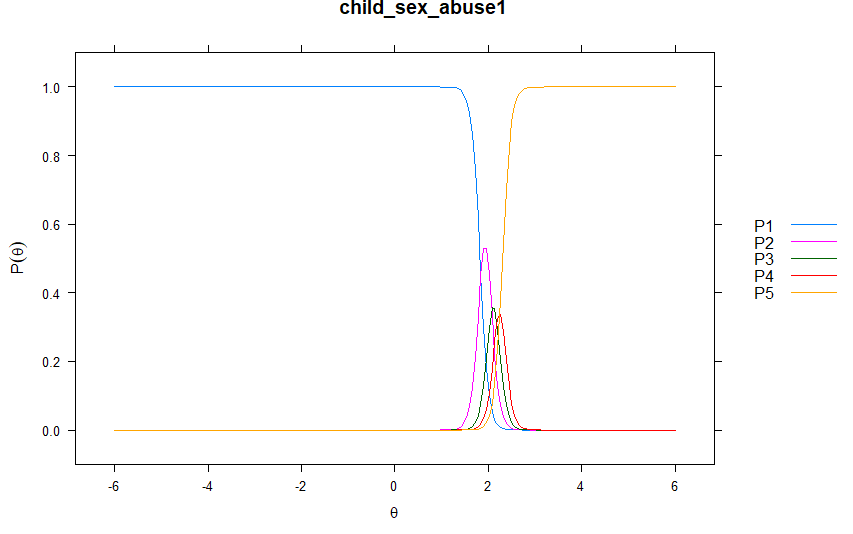 child_sex_abuse1
1.0
0.8
0.6
0.4
0.2
0.0
P(θ)
-6 -4 -2 0 2 4 6
θ
P1
P2
P3
P4
P5